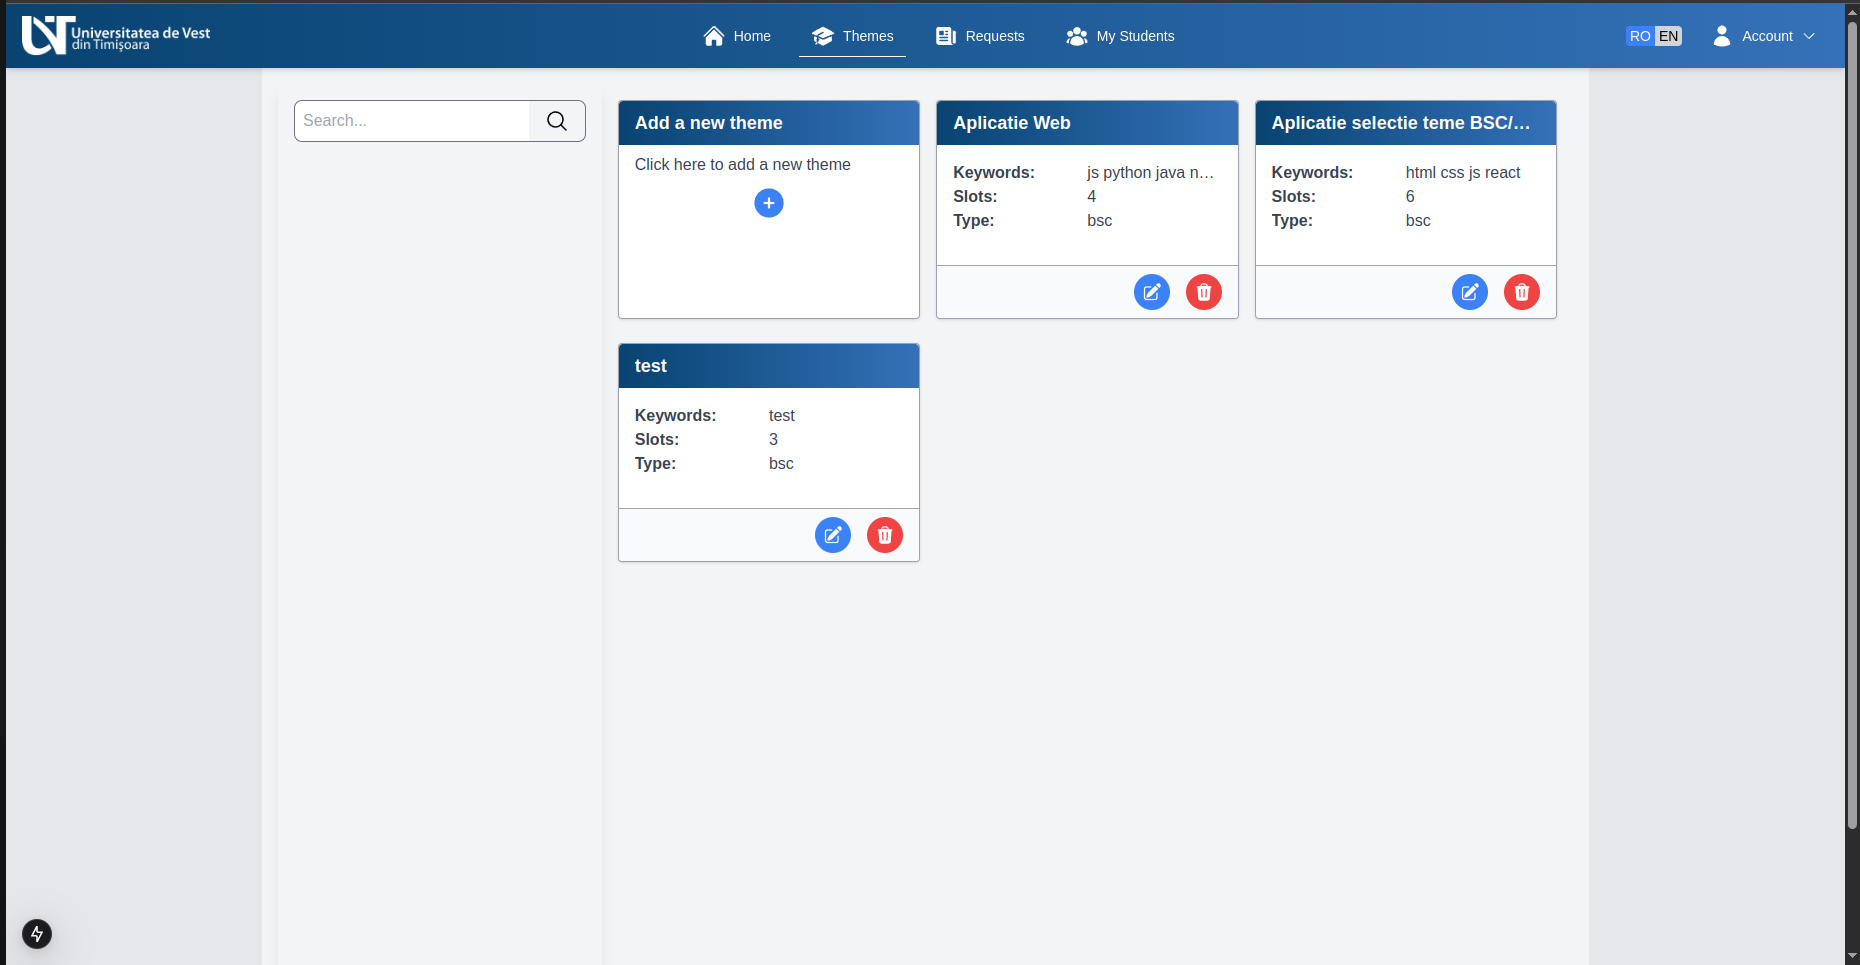 Universitatea de Vest
din Timișoara
Home
Themes
Requests
My Students
RO EN
Account
Search...
Add a new theme
Click here to add a new theme
Aplicatie Web
Keywords: js python java n...
Slots: 4
Type: bsc
Aplicatie selectie teme BSC/...
Keywords: html css js react
Slots: 6
Type: bsc
test
Keywords: test
Slots: 3
Type: bsc